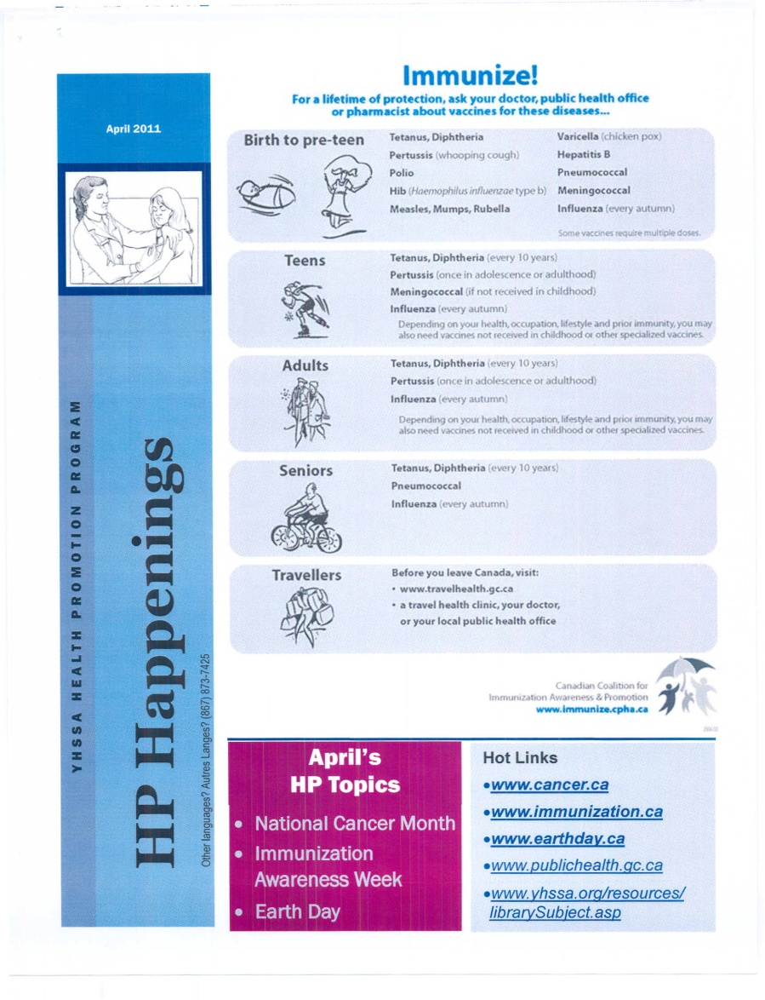 April 2011
YHSSA HEALTH PROMOTION PROGRAM
HP Happenings
Other languages? Autres Langes? (867) 873-7425
Immunize!
For a lifetime of protection, ask your doctor, public health office
or pharmacist about vaccines for these diseases...
Birth to pre-teen
Tetanus, Diphtheria
Pertussis (whooping cough)
Polio
Hib (Haemophilus influenzae type b)
Measles, Mumps, Rubella
Varicella (chicken pox)
Hepatitis B
Pneumococcal
Meningococcal
Influenza (every autumn)
Some vaccines require multiple doses.
Teens
Tetanus, Diphtheria (every 10 years)
Pertussis (once in adolescence or adulthood)
Meningococcal (if not received in childhood)
Influenza (every autumn)
Depending on your health, occupation, lifestyle and prior immunity, you may
also need vaccines not received in childhood or other specialized vaccines.
Adults
Tetanus, Diphtheria (every 10 years)
Pertussis (once in adolescence or adulthood)
Influenza (every autumn)
Depending on your health, occupation, lifestyle and prior immunity, you may
also need vaccines not received in childhood or other specialized vaccines.
Seniors
Tetanus, Diphtheria (every 10 years)
Pneumococcal
Influenza (every autumn)
Travellers
Before you leave Canada, visit:
• www.travelhealth.gc.ca
• a travel health clinic, your doctor,
or your local public health office
Canadian Coalition for
Immunization Awareness & Promotion
www.immunize.cpha.ca
April's
HP Topics
• National Cancer Month
• Immunization
Awareness Week
• Earth Day
Hot Links
•www.cancer.ca
•www.immunization.ca
•www.earthday.ca
•www.publichealth.gc.ca
•www.yhssa.org/resources/
librarySubject.asp